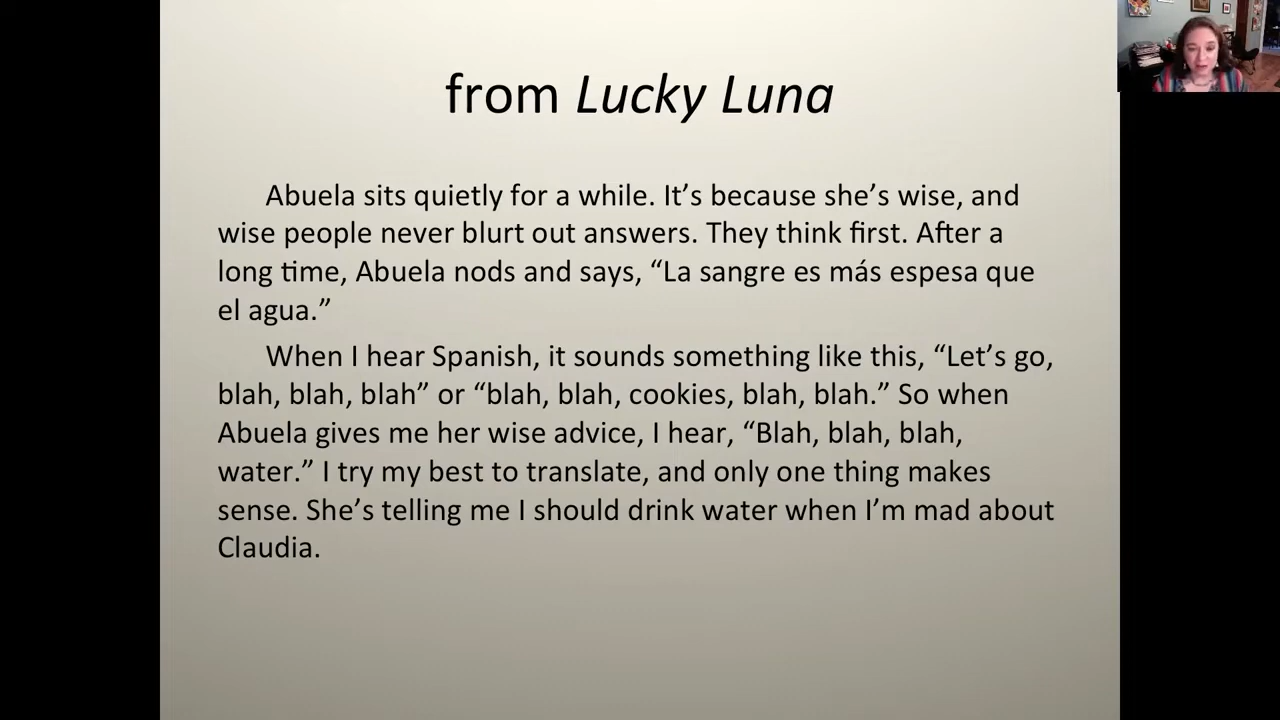 from Lucky Luna
Abuela sits quietly for a while. It’s because she’s wise, and
wise people never blurt out answers. They think first. After a
long time, Abuela nods and says, “La sangre es más espesa que
el agua.”
When I hear Spanish, it sounds something like this, “Let’s go,
blah, blah, blah” or “blah, blah, cookies, blah, blah.” So when
Abuela gives me her wise advice, I hear, “Blah, blah, blah,
water.” I try my best to translate, and only one thing makes
sense. She’s telling me I should drink water when I’m mad about
Claudia.